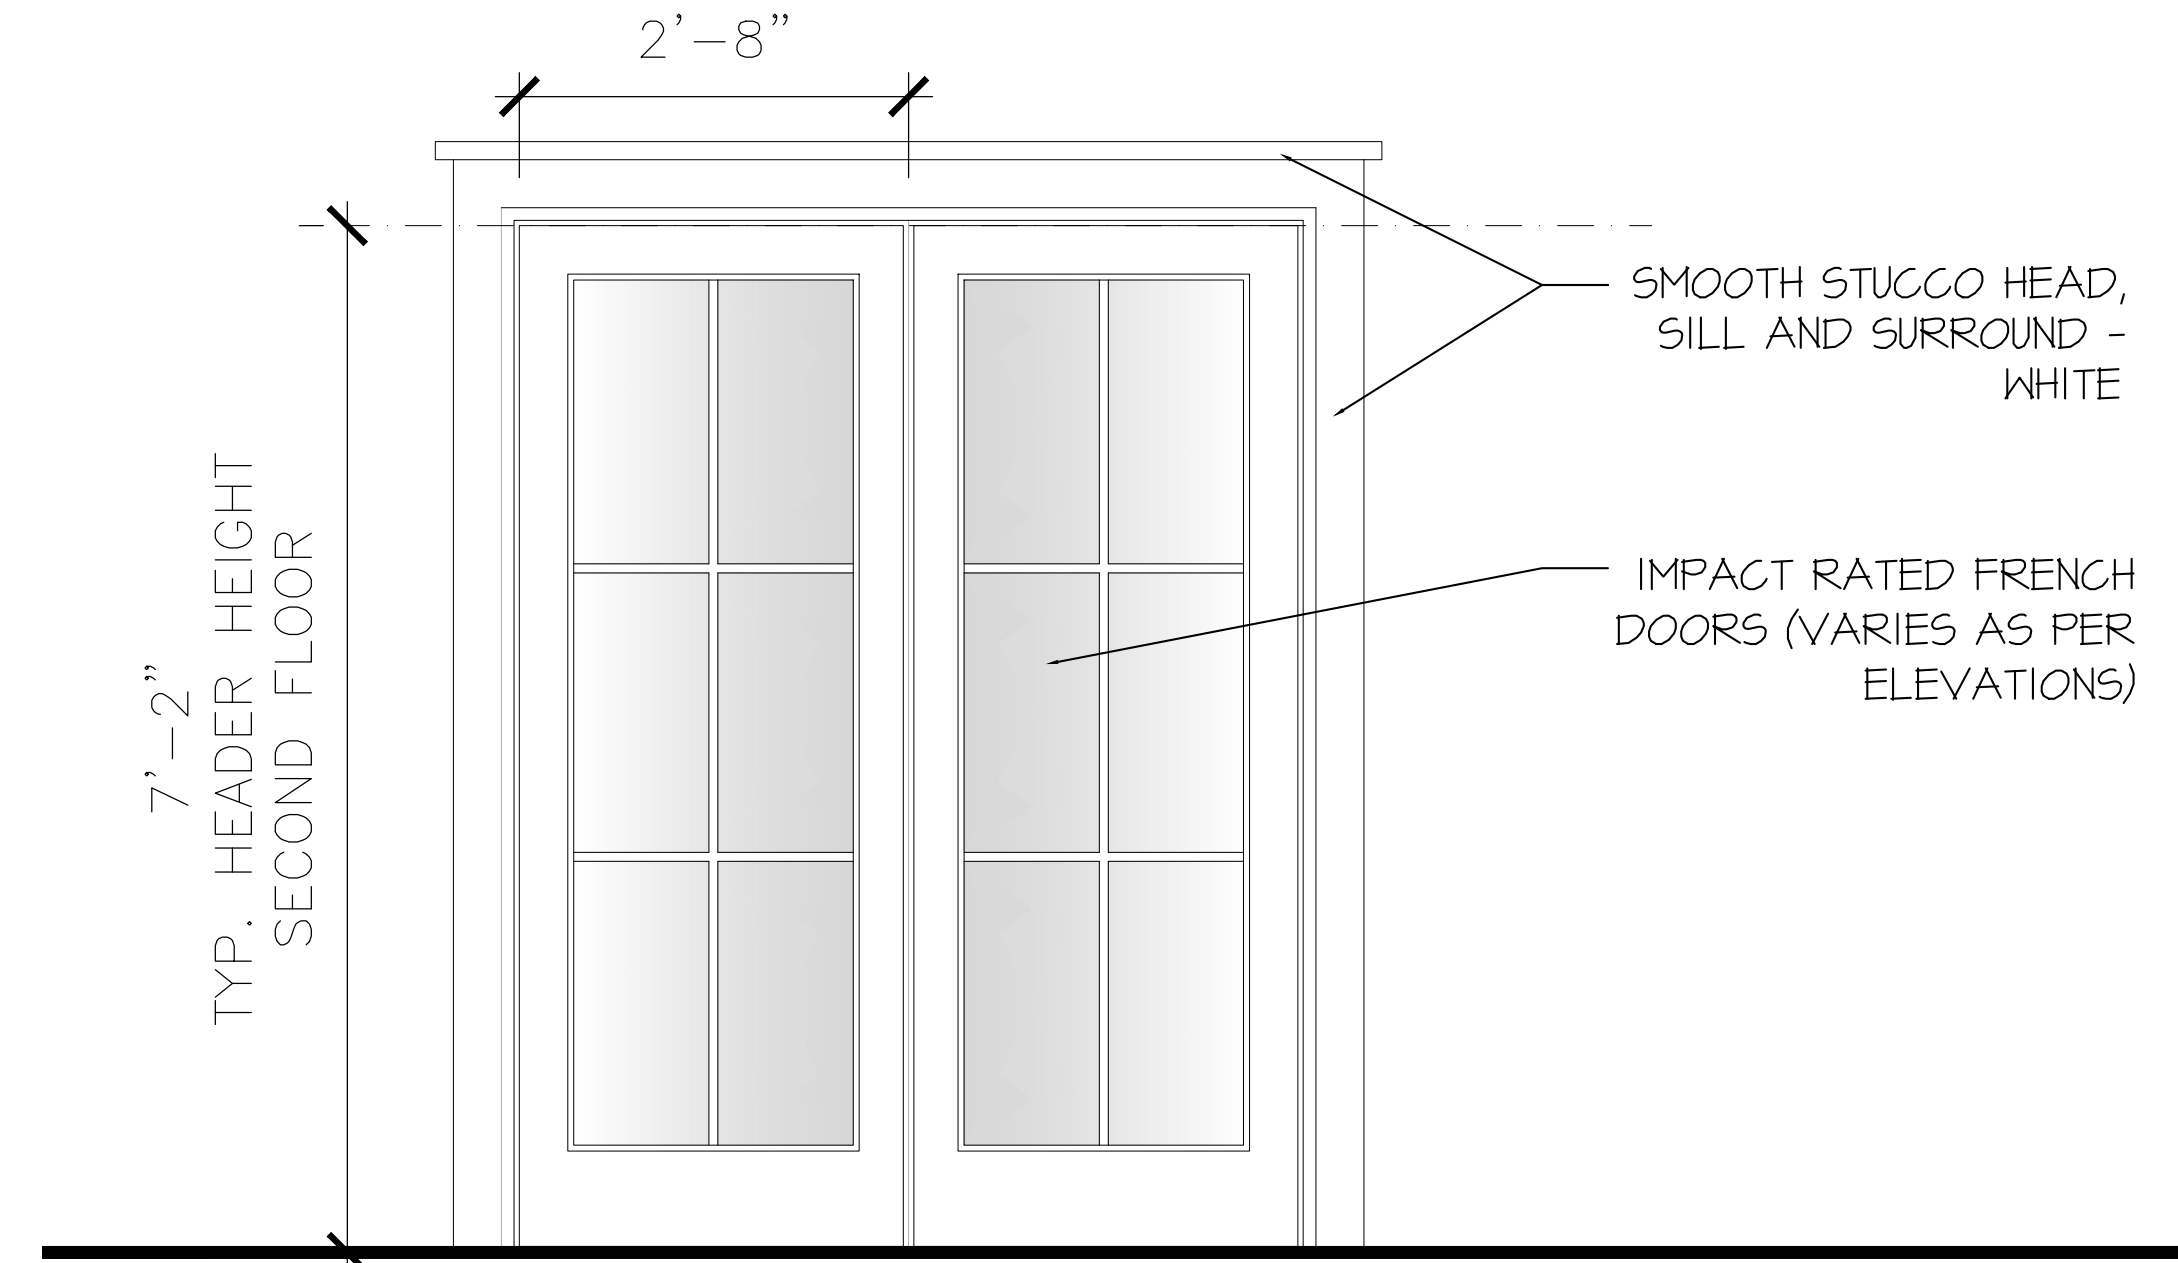 2'-8"
SMOOTH STUCCO HEAD,
SILL AND SURROUND -
WHITE
IMPACT RATED FRENCH
DOORS (VARIES AS PER
ELEVATIONS)
7'-2"
TYP. HEADER HEIGHT
SECOND FLOOR